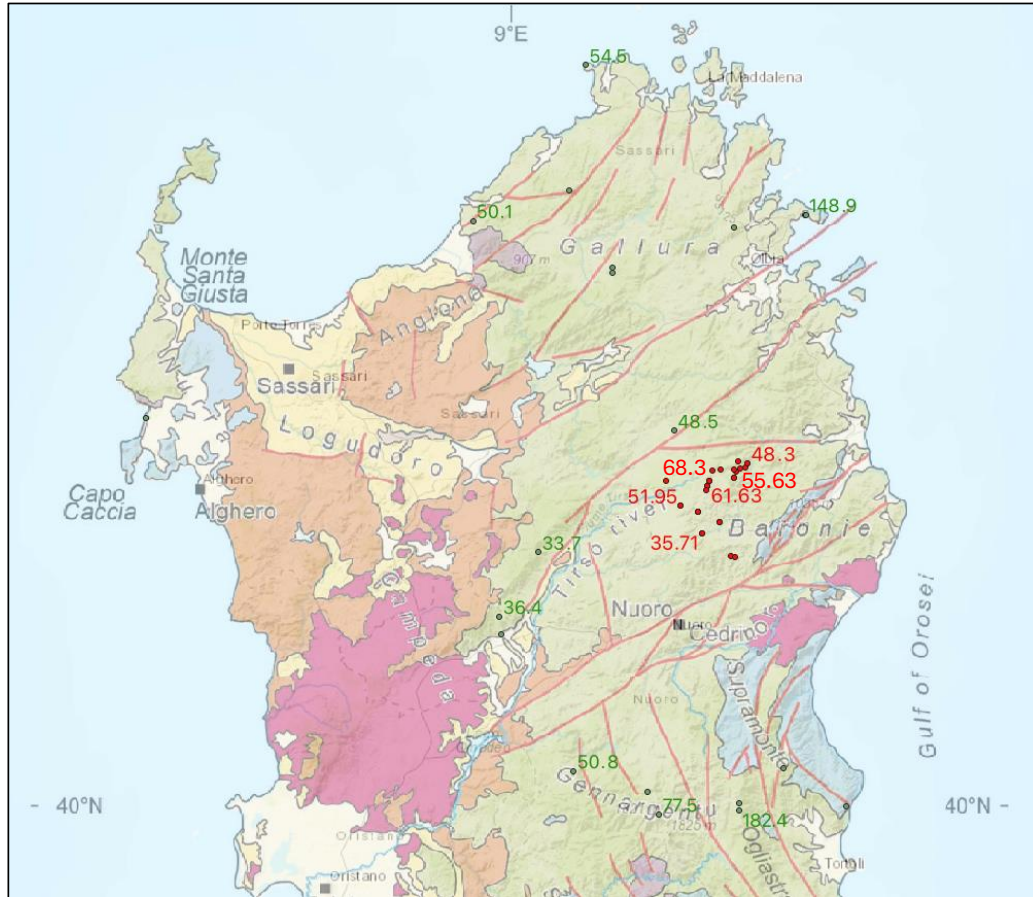 9°E
54.5
La Maddalena
Sassari
50.1
148.9
Gallura
Olbia
907 m
Monte
Santa
Giusta
Porto Torres
Anglona
Sassari
Sassari
Sassari
Logudoro
48.5
Capo
Caccia
Alghero
Alghero
68.3
48.3
55.63
51.95
61.63
35.71
Baronie
Tirso river
33.7
36.4
Campeda
Nuoro
Nuoro
Cedrino
Gulf of Orosei
Supramonte
Nuoro
50.8
Gennargentu
77.5
1825 m
182.4
Ogliastra
40°N
40°N
Oristano
Oristano
Tortolì